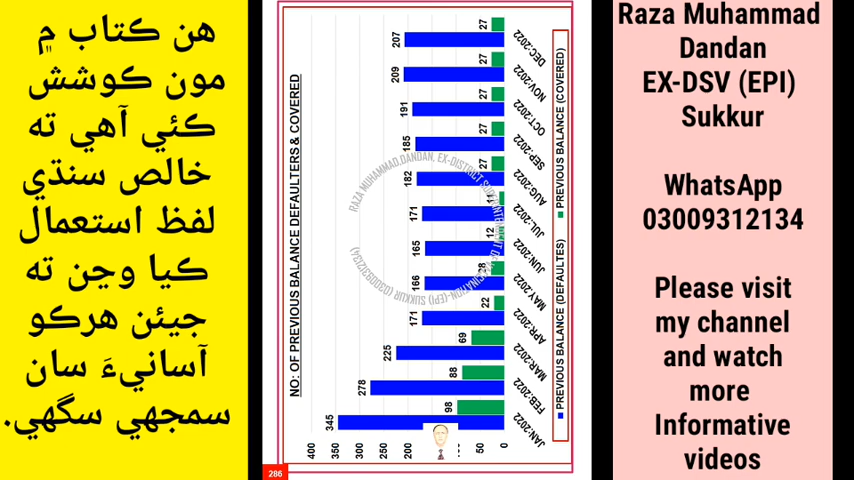 هن ڪتاب ۾
مون ڪوشش
ڪئي آهي ته
خالص سنڌي
لفظ استعمال
ڪيا وڃن ته
جيئن هرڪو
آسانيءَ سان
سمجهي سگهي.
NO: OF PREVIOUS BALANCE DEFAULTERS & COVERED
345 98
278 88
225 69
171 22
166 28
165 12
171
182 27
185 27
191 27
209 27
207 27
JAN:2022
FEB:2022
MAR:2022
APR:2022
MAY:2022
JUN:2022
JUL:2022
AUG:2022
SEP:2022
OCT:2022
NOV:2022
DEC:2022
400
350
300
250
200
50
0
PREVIOUS BALANCE (DEFAULTES)
PREVIOUS BALANCE (COVERED)
286
Raza Muhammad
Dandan
EX-DSV (EPI)
Sukkur
WhatsApp
03009312134
Please visit
my channel
and watch
more
Informative
videos